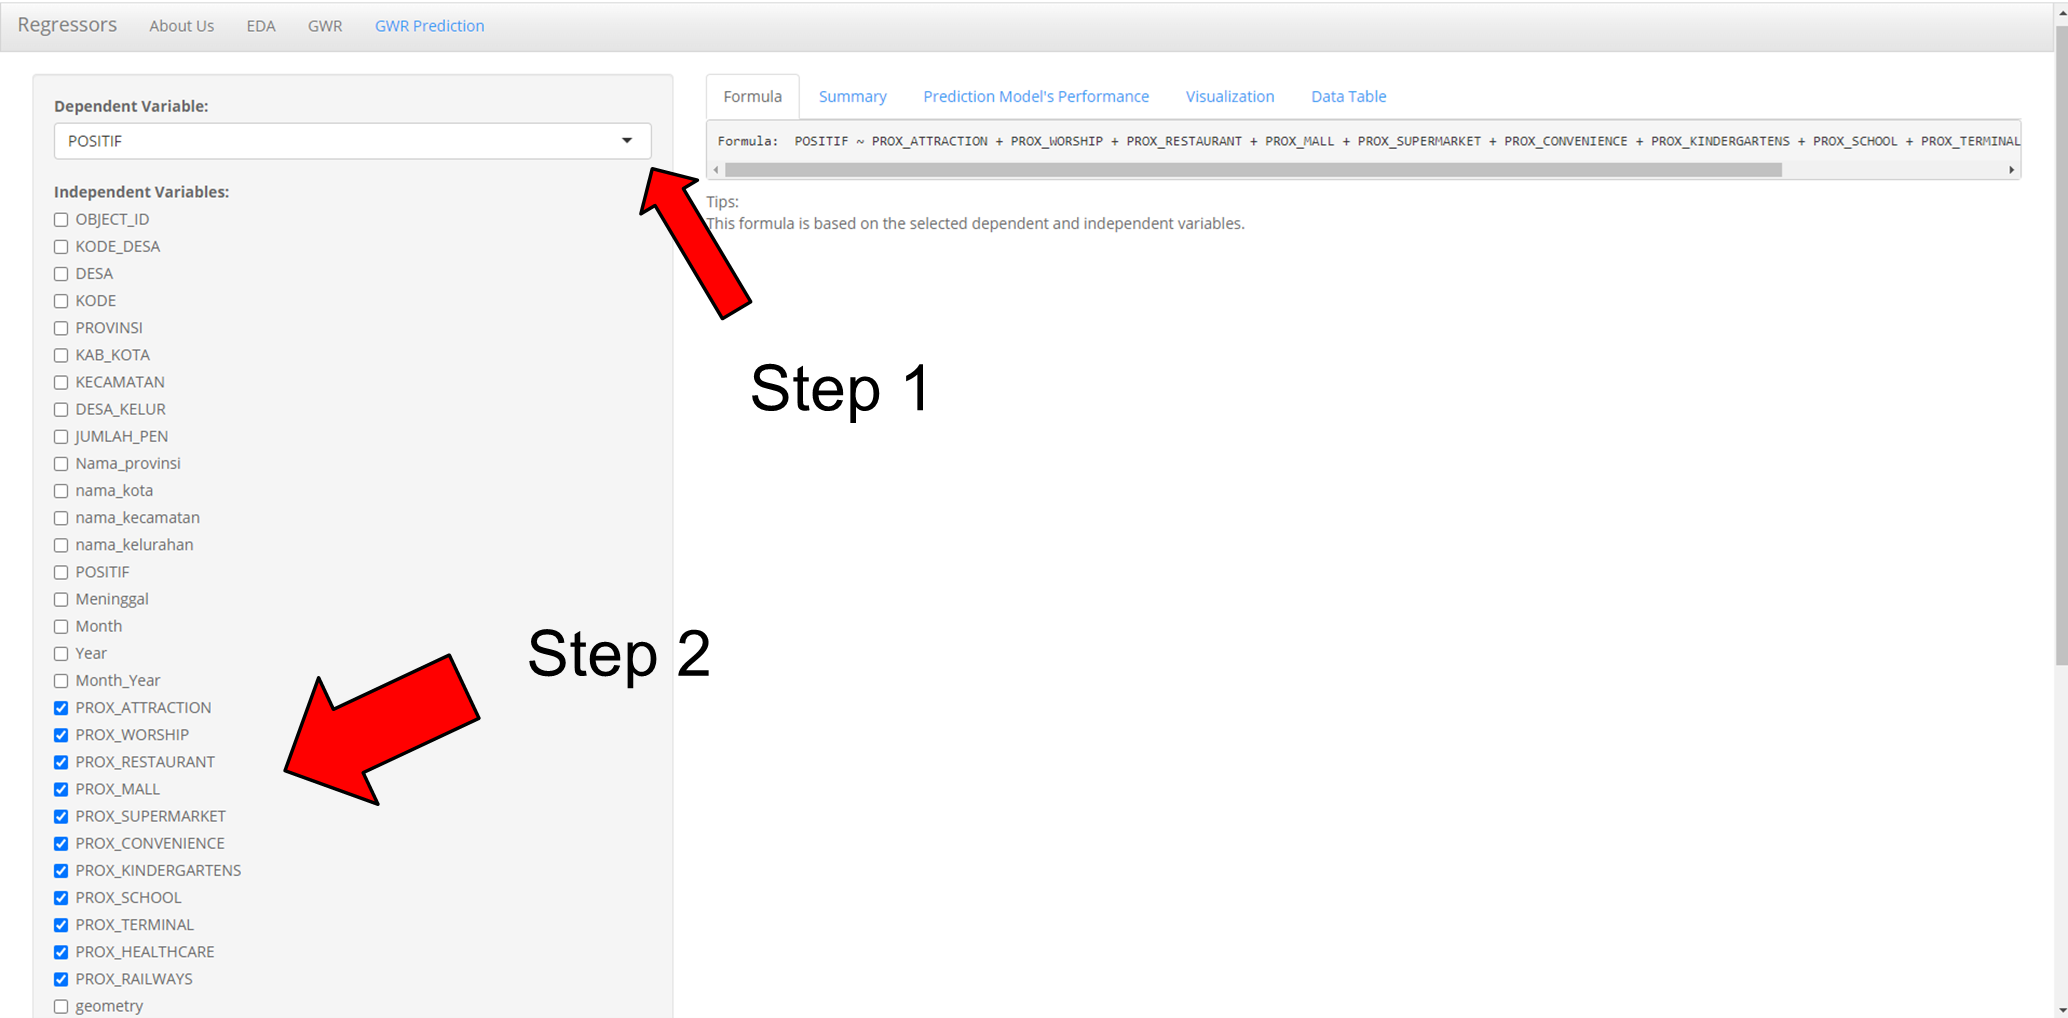 Regressors About Us EDA GWR GWR Prediction
Dependent Variable:
POSITIF
Independent Variables:
OBJECT_ID
KODE_DESA
DESA
KODE
PROVINSI
KAB_KOTA
KECAMATAN
DESA_KELUR
JUMLAH_PEN
Nama_provinsi
nama_kota
nama_kecamatan
nama_kelurahan
POSITIF
Meninggal
Month
Year
Month_Year
PROX_ATTRACTION
PROX_WORSHIP
PROX_RESTAURANT
PROX_MALL
PROX_SUPERMARKET
PROX_CONVENIENCE
PROX_KINDERGARTENS
PROX_SCHOOL
PROX_TERMINAL
PROX_HEALTHCARE
PROX_RAILWAYS
geometry
Formula Summary Prediction Model's Performance Visualization Data Table
Formula: POSITIF ~ PROX_ATTRACTION + PROX_WORSHIP + PROX_RESTAURANT + PROX_MALL + PROX_SUPERMARKET + PROX_CONVENIENCE + PROX_KINDERGARTENS + PROX_SCHOOL + PROX_TERMINAL
Tips:
This formula is based on the selected dependent and independent variables.
Step 1
Step 2